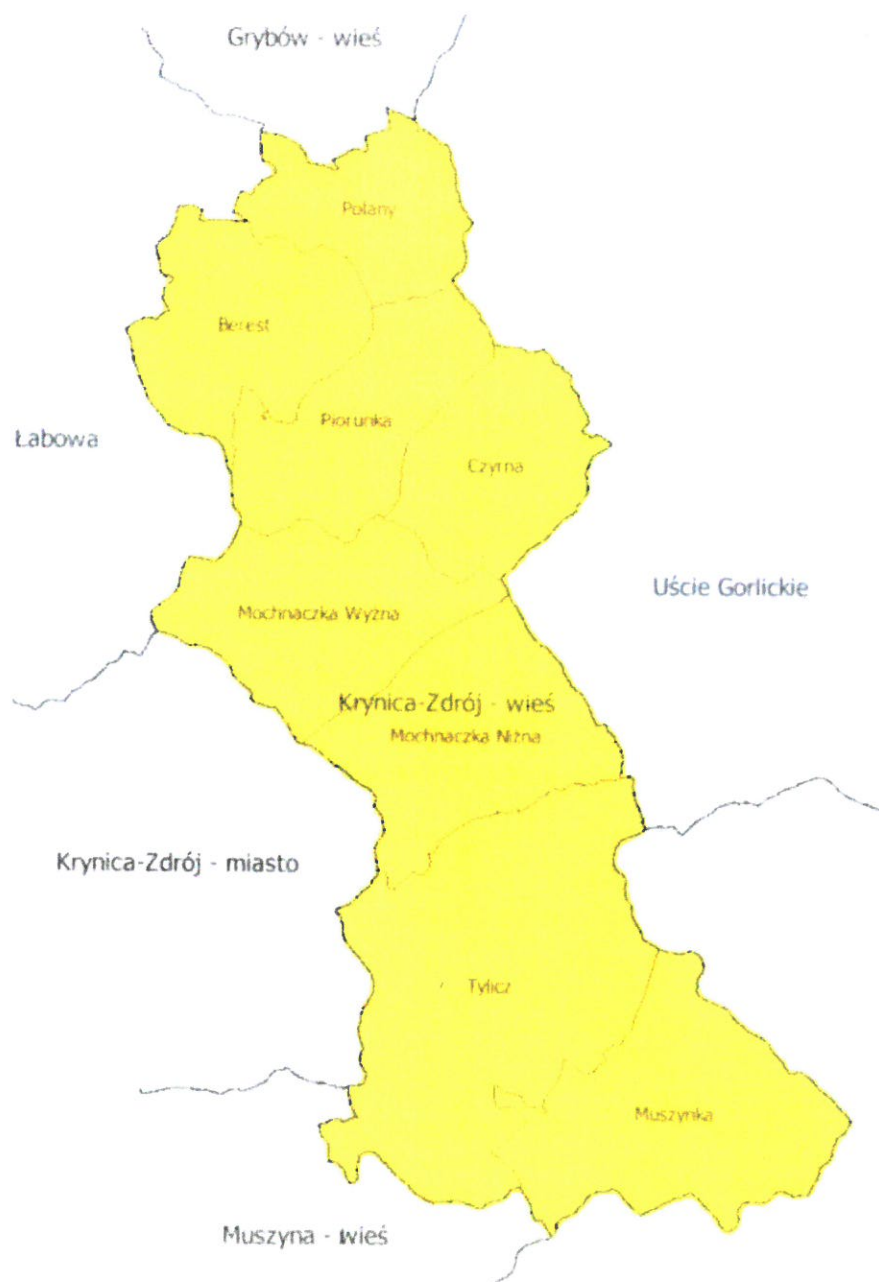 Grybów - wieś
Polany
Berest
Piorunka
Łabowa
Czyrna
Uście Gorlickie
Mochnaczka Wyżna
Krynica-Zdrój - wieś
Mochnaczka Niżna
Krynica-Zdrój - miasto
Tylicz
Muszynka
Muszyna - wieś